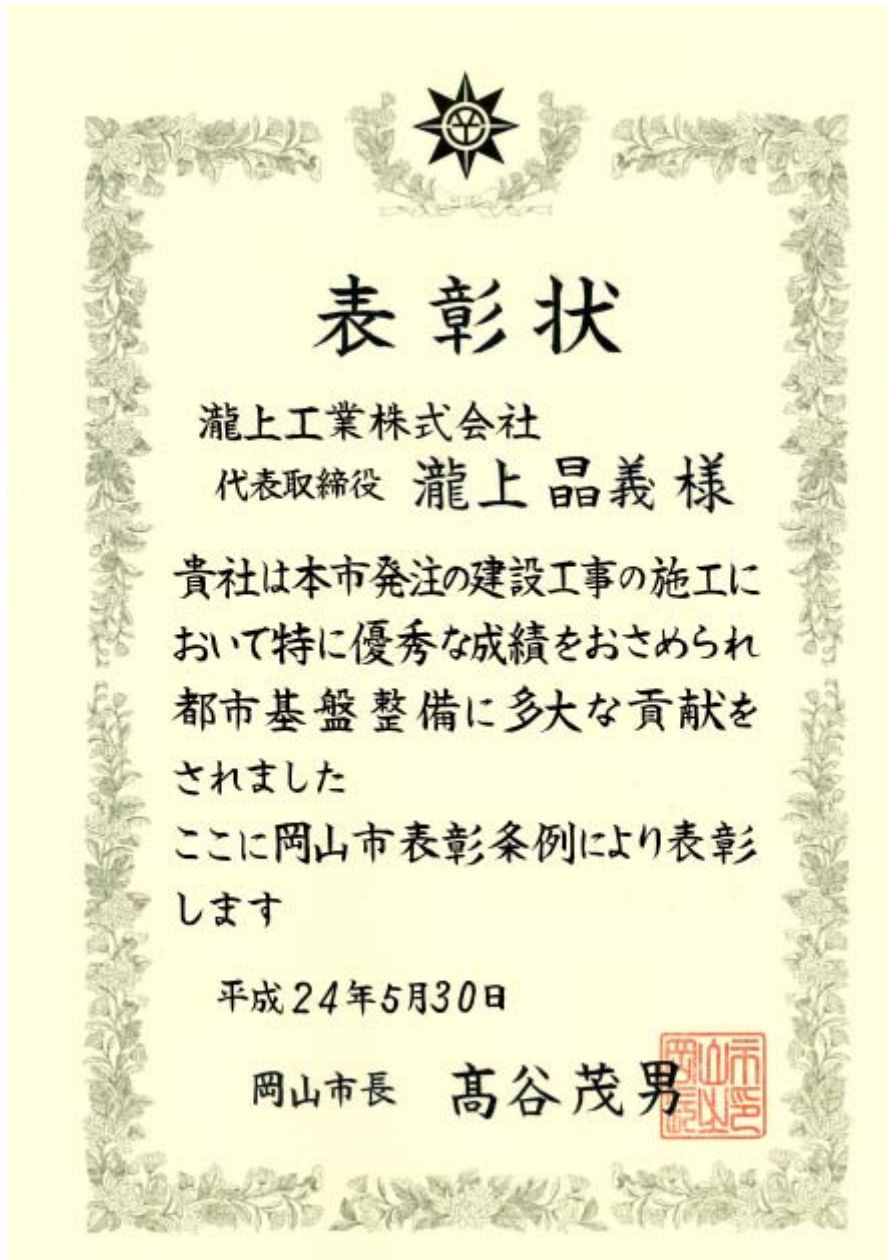 表彰状
瀧上工業株式会社
代表取締役 瀧上晶義様
貴社は本市発注の建設工事の施工に
おいて特に優秀な成績をおさめられ
都市基盤整備に多大な貢献を
されました
ここに岡山市表彰条例により表彰
します
平成24年5月30日
岡山市長 髙谷茂男